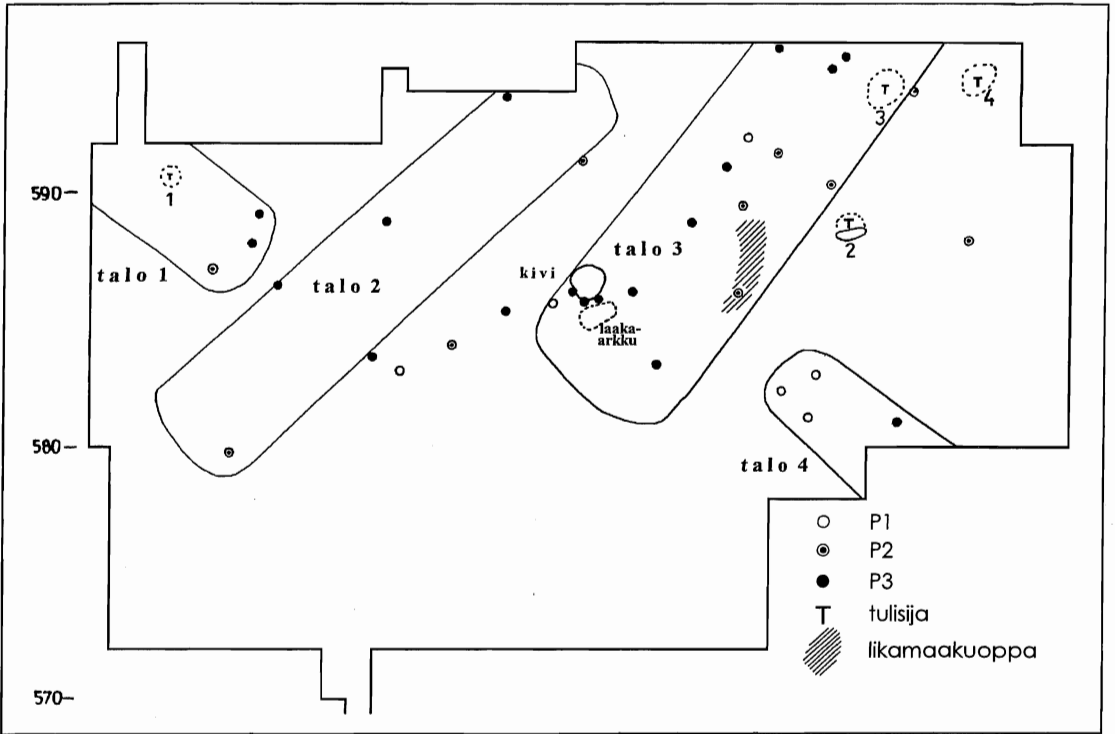 590
580
570
1
talo 1
talo 2
talo 3
kivi
laaka-
arkku
T
T
3
T
4
T
2
talo 4
P1
P2
P3
T tulisija
likamaakuoppa